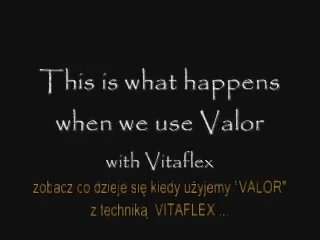 This is what happens
when we use Valor
with Vitaflex
zobacz co dzieje się kiedy użyjemy "VALOR"
z techniką VITAFLEX ...